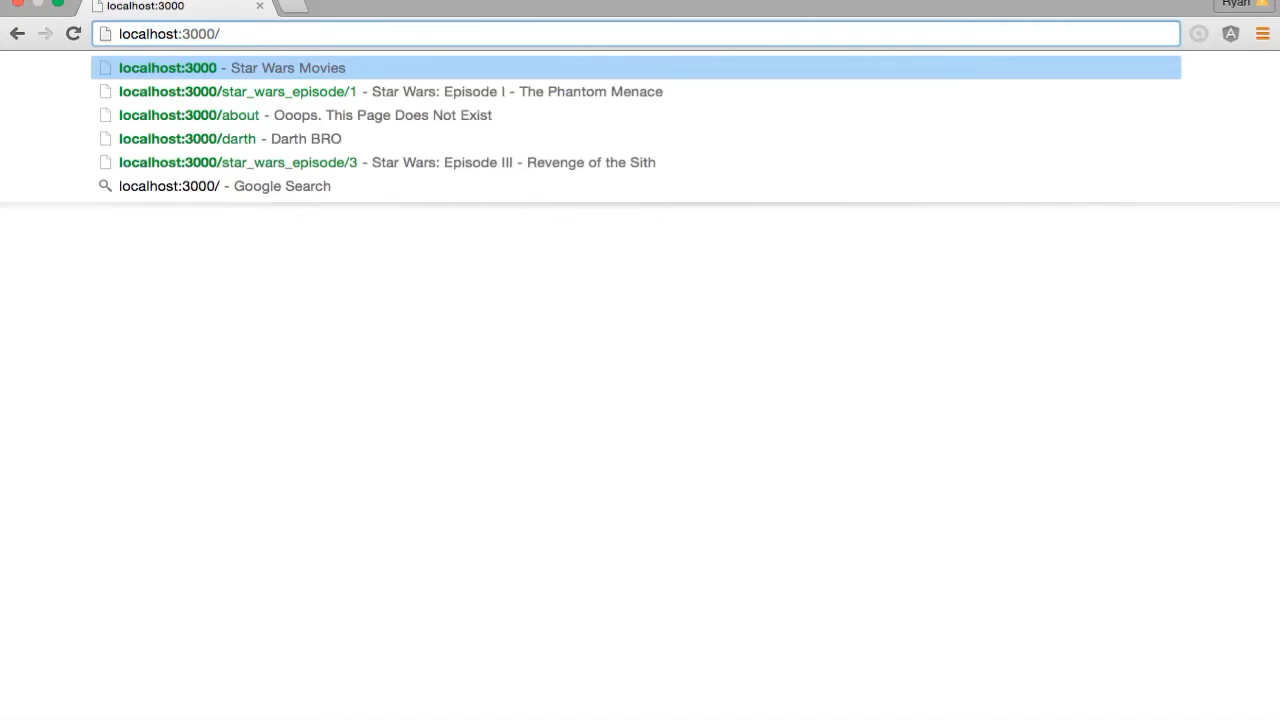 localhost:3000
Ryan
localhost:3000/
localhost:3000 - Star Wars Movies
localhost:3000/star_wars_episode/1 - Star Wars: Episode I - The Phantom Menace
localhost:3000/about - Ooops. This Page Does Not Exist
localhost:3000/darth - Darth BRO
localhost:3000/star_wars_episode/3 - Star Wars: Episode III - Revenge of the Sith
localhost:3000/ - Google Search